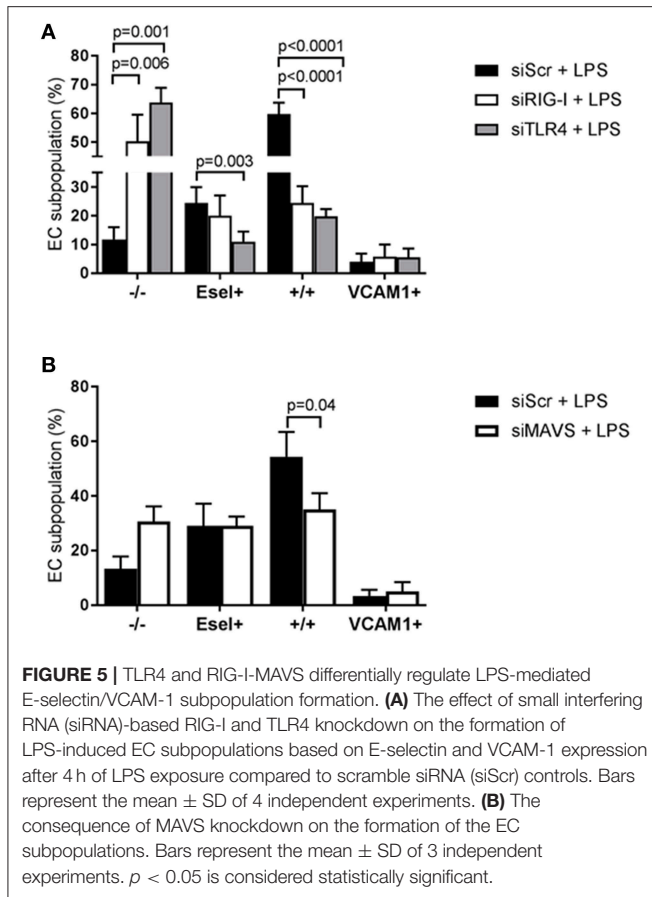 A
p=0.001
p=0.006
p=0.003
p<0.0001
p<0.0001
siScr + LPS
siRIG-I + LPS
siTLR4 + LPS
EC subpopulation (%)
80
70
60
50
30
20
10
0
-/-
Esel+
+/+
VCAM1+
B
p=0.04
siScr + LPS
siMAVS + LPS
EC subpopulation (%)
80
60
40
20
0
-/-
Esel+
+/+
VCAM1+
FIGURE 5 | TLR4 and RIG-I-MAVS differentially regulate LPS-mediated
E-selectin/VCAM-1 subpopulation formation. (A) The effect of small interfering
RNA (siRNA)-based RIG-I and TLR4 knockdown on the formation of
LPS-induced EC subpopulations based on E-selectin and VCAM-1 expression
after 4 h of LPS exposure compared to scramble siRNA (siScr) controls. Bars
represent the mean ± SD of 4 independent experiments. (B) The
consequence of MAVS knockdown on the formation of the EC
subpopulations. Bars represent the mean ± SD of 3 independent
experiments. p < 0.05 is considered statistically significant.